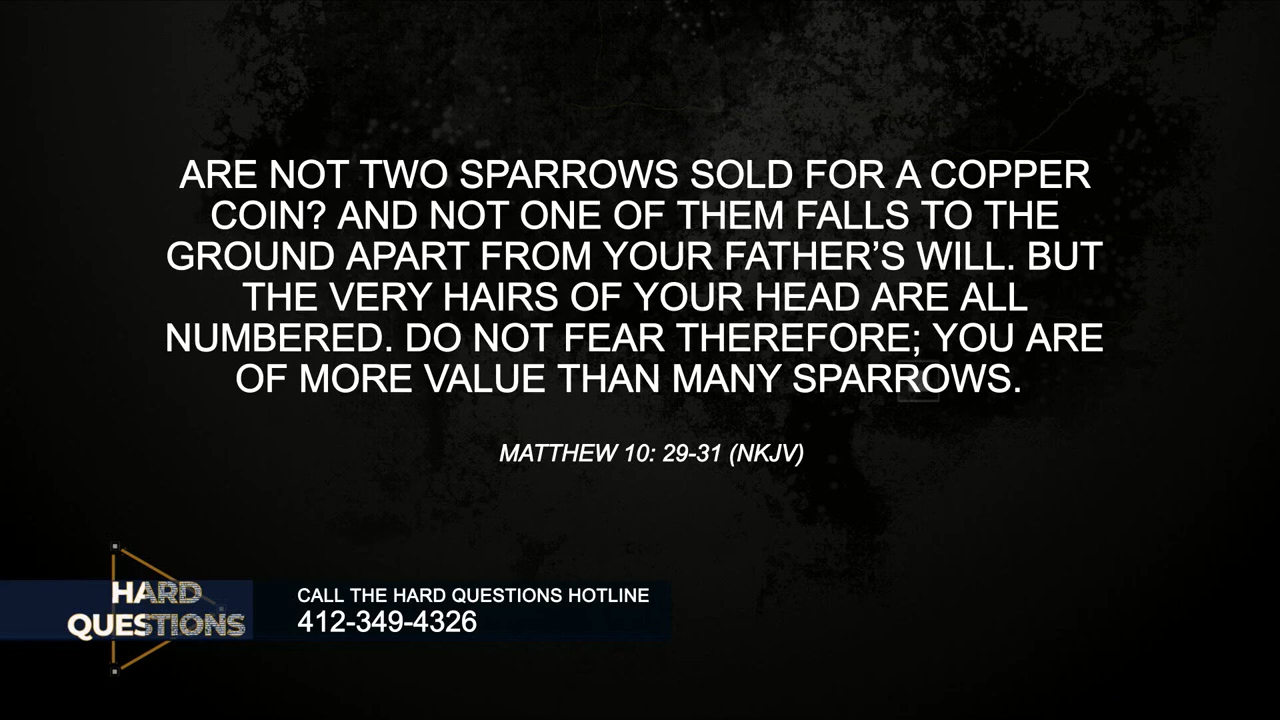 ARE NOT TWO SPARROWS SOLD FOR A COPPER
COIN? AND NOT ONE OF THEM FALLS TO THE
GROUND APART FROM YOUR FATHER’S WILL. BUT
THE VERY HAIRS OF YOUR HEAD ARE ALL
NUMBERED. DO NOT FEAR THEREFORE; YOU ARE
OF MORE VALUE THAN MANY SPARROWS.
MATTHEW 10: 29-31 (NKJV)
HARD
QUESTIONS
CALL THE HARD QUESTIONS HOTLINE
412-349-4326